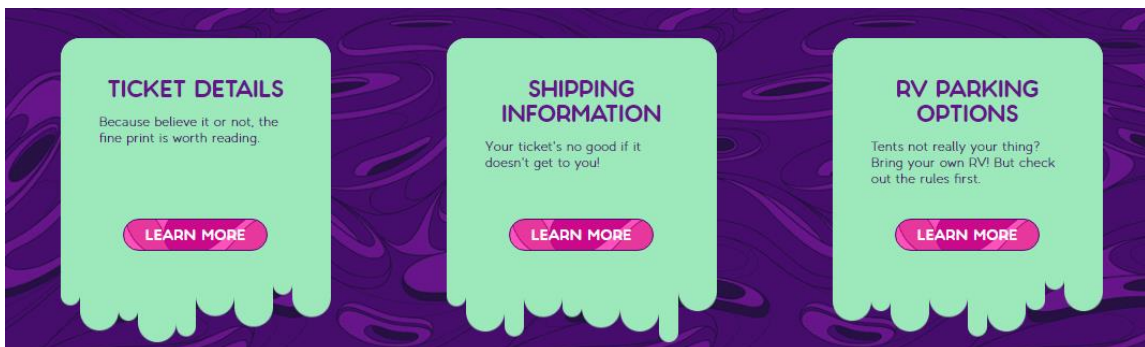 TICKET DETAILS
Because believe it or not, the
fine print is worth reading.
LEARN MORE
SHIPPING
INFORMATION
Your ticket's no good if it
doesn't get to you!
LEARN MORE
RV PARKING
OPTIONS
Tents not really your thing?
Bring your own RV! But check
out the rules first.
LEARN MORE